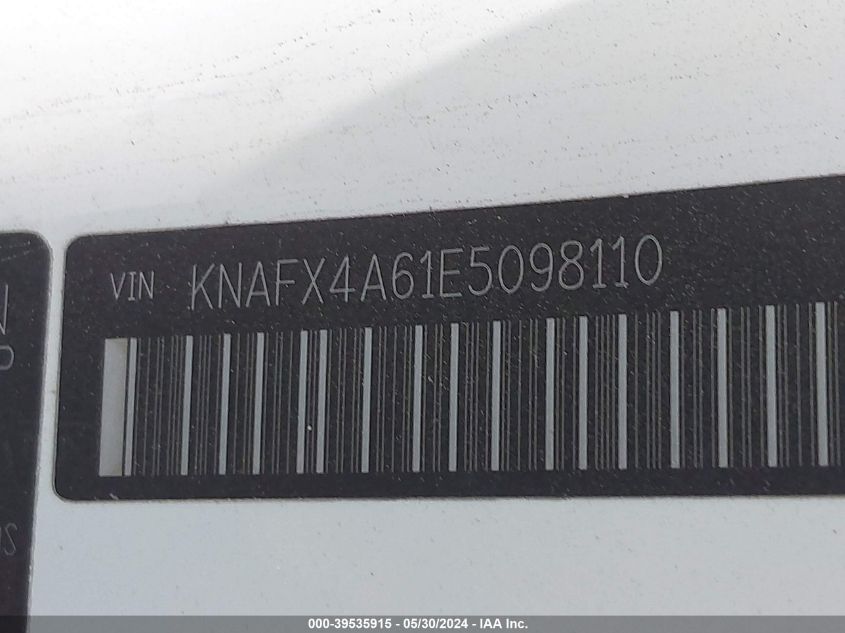 VIN KNAFX4A61E5098110
000-39535915 - 05/30/2024 - IAA Inc.